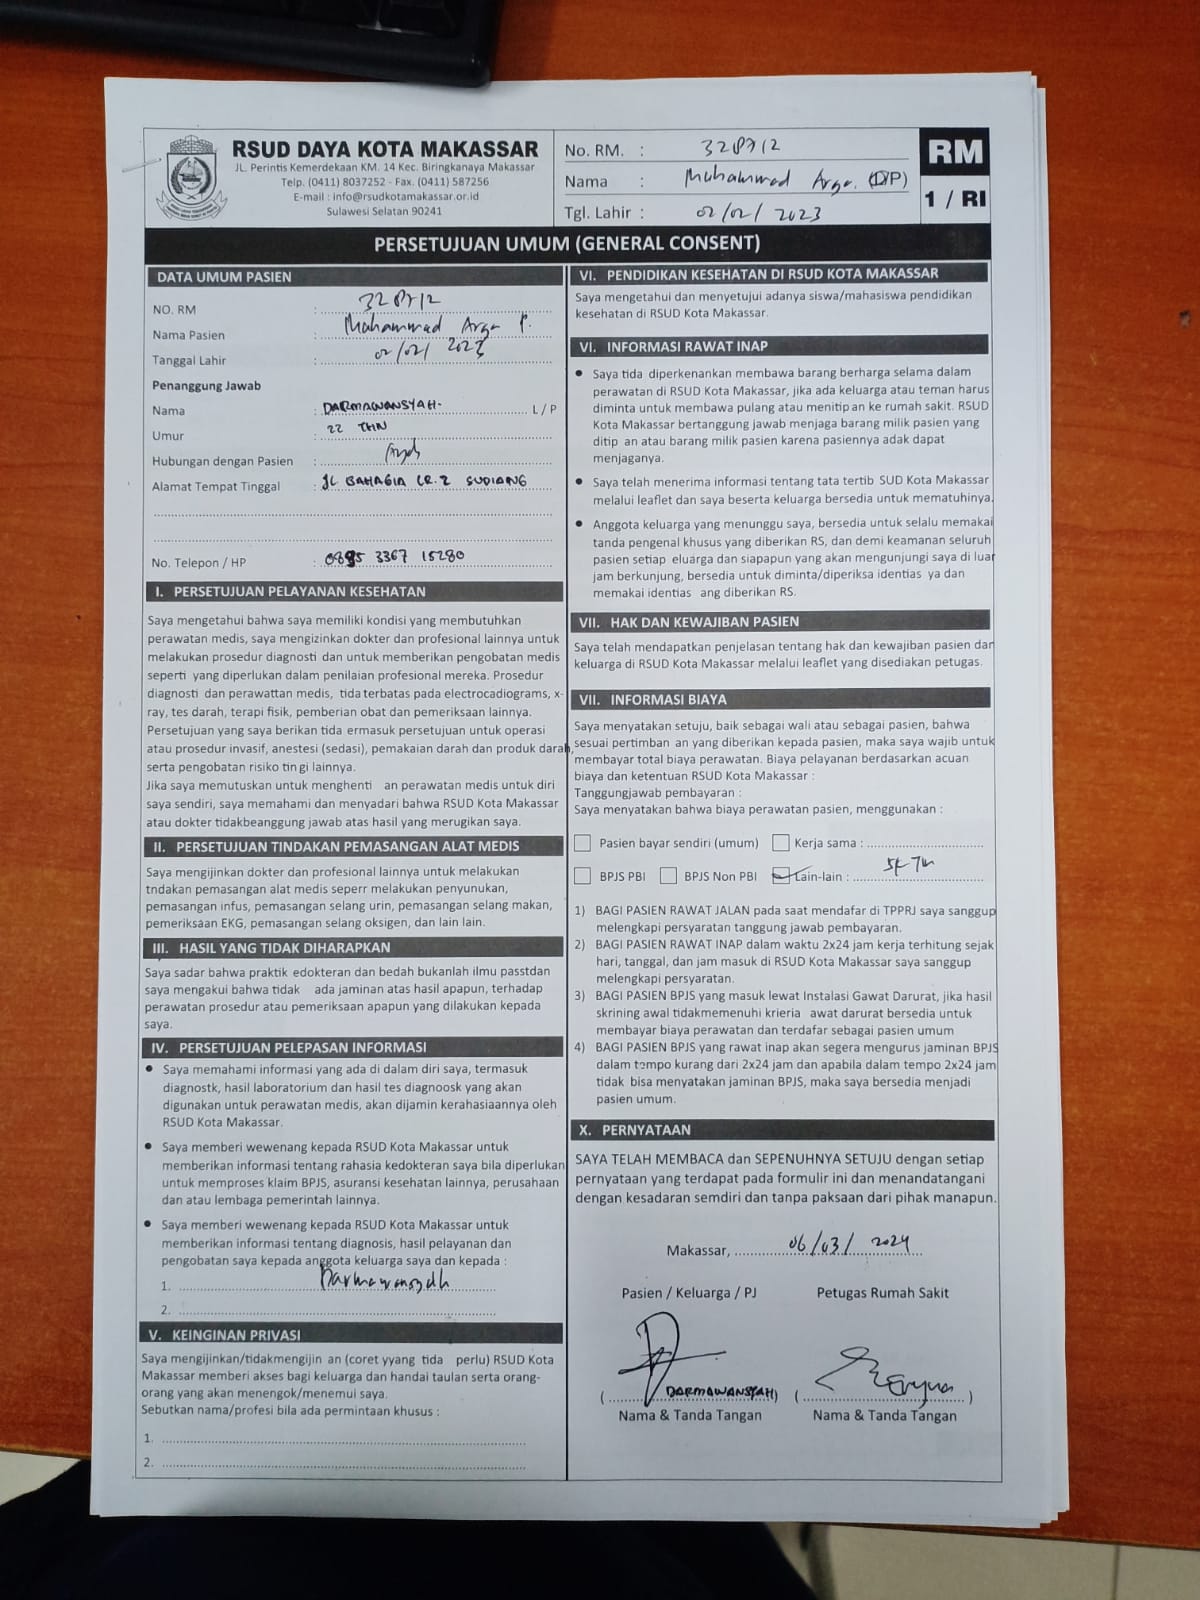 RSUD DAYA KOTA MAKASSAR
JL. Perintis Kemerdekaan KM. 14 Kec. Biringkanaya Makassar
Telp. (0411) 8037252 - Fax. (0411) 587256
E-mail : info@rsudkotamakassar.or.id
Sulawesi Selatan 90241
No. RM. :
Nama : Muhammad Arga. (L/P)
Tgl. Lahir : 02/02/ 2023
RM
1 / RI
PERSETUJUAN UMUM (GENERAL CONSENT)
DATA UMUM PASIEN
NO. RM :
Nama Pasien : Muhammad Arga P.
Tanggal Lahir : 02/02/ 2023
Penanggung Jawab
Nama : DARMAWANSYAH. L / P
Umur : 22 THN
Hubungan dengan Pasien : Ayah
Alamat Tempat Tinggal : JL BAHAGIA LR.2 SUDIANG
No. Telepon / HP : 0895 3367 15280
I. PERSETUJUAN PELAYANAN KESEHATAN
Saya mengetahui bahwa saya memiliki kondisi yang membutuhkan
perawatan medis, saya mengizinkan dokter dan profesional lainnya untuk
melakukan prosedur diagnosti dan untuk memberikan pengobatan medis
seperti yang diperlukan dalam penilaian profesional mereka. Prosedur
diagnosti dan perawattan medis, tida terbatas pada electrocadiograms, x-
ray, tes darah, terapi fisik, pemberian obat dan pemeriksaan lainnya.
Persetujuan yang saya berikan tida ermasuk persetujuan untuk operasi
atau prosedur invasif, anestesi (sedasi), pemakaian darah dan produk darah,
serta pengobatan risiko tin gi lainnya.
Jika saya memutuskan untuk menghenti an perawatan medis untuk diri
saya sendiri, saya memahami dan menyadari bahwa RSUD Kota Makassar
atau dokter tidakbeanggung jawab atas hasil yang merugikan saya.
II. PERSETUJUAN TINDAKAN PEMASANGAN ALAT MEDIS
Saya mengijinkan dokter dan profesional lainnya untuk melakukan
tndakan pemasangan alat medis seperr melakukan penyunukan,
pemasangan infus, pemasangan selang urin, pemasangan selang makan,
pemeriksaan EKG, pemasangan selang oksigen, dan lain lain.
III. HASIL YANG TIDAK DIHARAPKAN
Saya sadar bahwa praktik edokteran dan bedah bukanlah ilmu passtdan
saya mengakui bahwa tidak ada jaminan atas hasil apapun, terhadap
perawatan prosedur atau pemeriksaan apapun yang dilakukan kepada
saya.
IV. PERSETUJUAN PELEPASAN INFORMASI
• Saya memahami informasi yang ada di dalam diri saya, termasuk
diagnostk, hasil laboratorium dan hasil tes diagnoosk yang akan
digunakan untuk perawatan medis, akan dijamin kerahasiaannya oleh
RSUD Kota Makassar.
• Saya memberi wewenang kepada RSUD Kota Makassar untuk
memberikan informasi tentang rahasia kedokteran saya bila diperlukan
untuk memproses klaim BPJS, asuransi kesehatan lainnya, perusahaan
dan atau lembaga pemerintah lainnya.
• Saya memberi wewenang kepada RSUD Kota Makassar untuk
memberikan informasi tentang diagnosis, hasil pelayanan dan
pengobatan saya kepada anggota keluarga saya dan kepada :
1. Darmawansyah
2.
V. KEINGINAN PRIVASI
Saya mengijinkan/tidakmengijin an (coret yyang tida perlu) RSUD Kota
Makassar memberi akses bagi keluarga dan handai taulan serta orang-
orang yang akan menengok/menemui saya.
Sebutkan nama/profesi bila ada permintaan khusus :
1.
2.
VI. PENDIDIKAN KESEHATAN DI RSUD KOTA MAKASSAR
Saya mengetahui dan menyetujui adanya siswa/mahasiswa pendidikan
kesehatan di RSUD Kota Makassar.
VI. INFORMASI RAWAT INAP
• Saya tida diperkenankan membawa barang berharga selama dalam
perawatan di RSUD Kota Makassar, jika ada keluarga atau teman harus
diminta untuk membawa pulang atau menitip an ke rumah sakit. RSUD
Kota Makassar bertanggung jawab menjaga barang milik pasien yang
ditip an atau barang milik pasien karena pasiennya adak dapat
menjaganya.
• Saya telah menerima informasi tentang tata tertib SUD Kota Makassar
melalui leaflet dan saya beserta keluarga bersedia untuk mematuhinya.
• Anggota keluarga yang menunggu saya, bersedia untuk selalu memakai
tanda pengenal khusus yang diberikan RS, dan demi keamanan seluruh
pasien setiap eluarga dan siapapun yang akan mengunjungi saya di luar
jam berkunjung, bersedia untuk diminta/diperiksa identias ya dan
memakai identias ang diberikan RS.
VII. HAK DAN KEWAJIBAN PASIEN
Saya telah mendapatkan penjelasan tentang hak dan kewajiban pasien dan
keluarga di RSUD Kota Makassar melalui leaflet yang disediakan petugas.
VII. INFORMASI BIAYA
Saya menyatakan setuju, baik sebagai wali atau sebagai pasien, bahwa
sesuai pertimban an yang diberikan kepada pasien, maka saya wajib untuk
membayar total biaya perawatan. Biaya pelayanan berdasarkan acuan
biaya dan ketentuan RSUD Kota Makassar :
Tanggungjawab pembayaran :
Saya menyatakan bahwa biaya perawatan pasien, menggunakan :
Pasien bayar sendiri (umum) Kerja sama :
BPJS PBI BPJS Non PBI Lain-lain :
1) BAGI PASIEN RAWAT JALAN pada saat mendafar di TPPRJ saya sanggup
melengkapi persyaratan tanggung jawab pembayaran.
2) BAGI PASIEN RAWAT INAP dalam waktu 2x24 jam kerja terhitung sejak
hari, tanggal, dan jam masuk di RSUD Kota Makassar saya sanggup
melengkapi persyaratan.
3) BAGI PASIEN BPJS yang masuk lewat Instalasi Gawat Darurat, jika hasil
skrining awal tidakmemenuhi krieria awat darurat bersedia untuk
membayar biaya perawatan dan terdafar sebagai pasien umum
4) BAGI PASIEN BPJS yang rawat inap akan segera mengurus jaminan BPJS
dalam tempo kurang dari 2x24 jam dan apabila dalam tempo 2x24 jam
tidak bisa menyatakan jaminan BPJS, maka saya bersedia menjadi
pasien umum.
X. PERNYATAAN
SAYA TELAH MEMBACA dan SEPENUHNYA SETUJU dengan setiap
pernyataan yang terdapat pada formulir ini dan menandatangani
dengan kesadaran semdiri dan tanpa paksaan dari pihak manapun.
Makassar, 06/03/ 2024
Pasien / Keluarga / PJ Petugas Rumah Sakit
(DARMAWANSYAH) ( )
Nama & Tanda Tangan Nama & Tanda Tangan